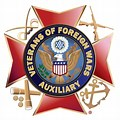 VETERANS OF FOREIGN WARS
AUXILIARY